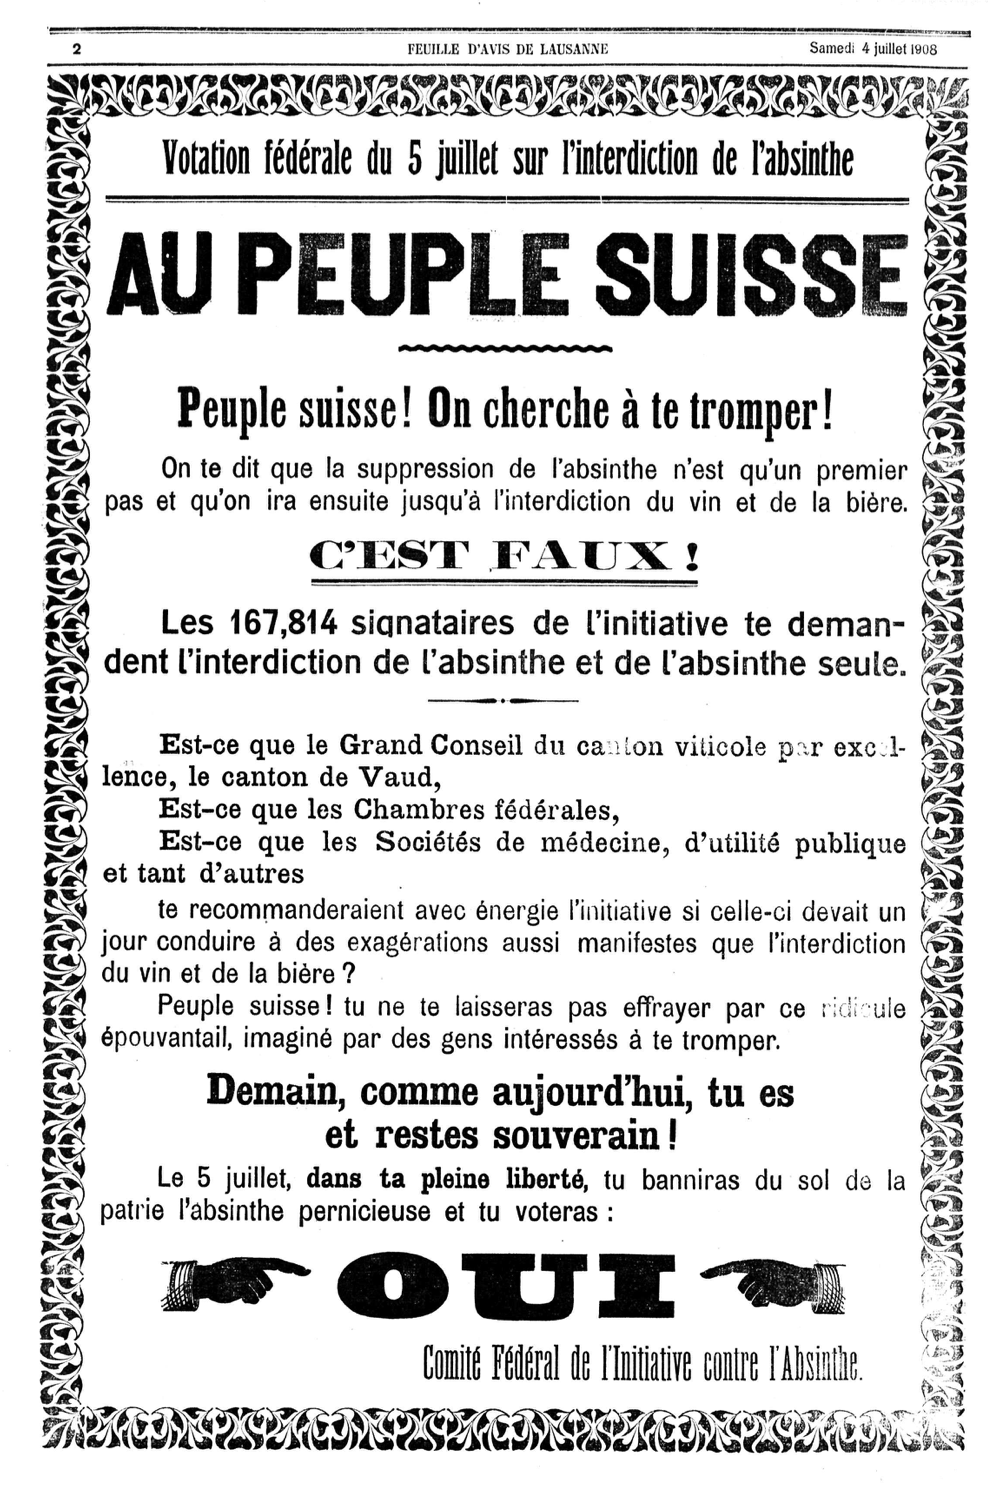 2
FEUILLE D'AVIS DE LAUSANNE
Samedi 4 juillet 1908
Votation fédérale du 5 juillet sur l'interdiction de l'absinthe
AU PEUPLE SUISSE
Peuple suisse! On cherche à te tromper!
On te dit que la suppression de l'absinthe n'est qu'un premier
pas et qu'on ira ensuite jusqu'à l'interdiction du vin et de la bière.
C'EST FAUX!
Les 167,814 signataires de l'initiative te deman-
dent l'interdiction de l'absinthe et de l'absinthe seule.
Est-ce que le Grand Conseil du canton viticole par excel-
lence, le canton de Vaud,
Est-ce que les Chambres fédérales,
Est-ce que les Sociétés de médecine, d'utilité publique
et tant d'autres
te recommanderaient avec énergie l'initiative si celle-ci devait un
jour conduire à des exagérations aussi manifestes que l'interdiction
du vin et de la bière?
Peuple suisse! tu ne te laisseras pas effrayer par ce ridicule
épouvantail, imaginé par des gens intéressés à te tromper.
Demain, comme aujourd'hui, tu es
et restes souverain!
Le 5 juillet, dans ta pleine liberté, tu banniras du sol de la
patrie l'absinthe pernicieuse et tu voteras :
OUI
Comité Fédéral de l'Initiative contre l'Absinthe.